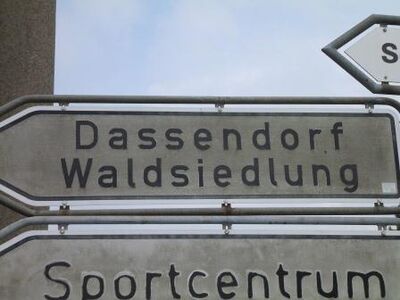 S
Dassendorf
Waldsiedlung
Sportcentrum